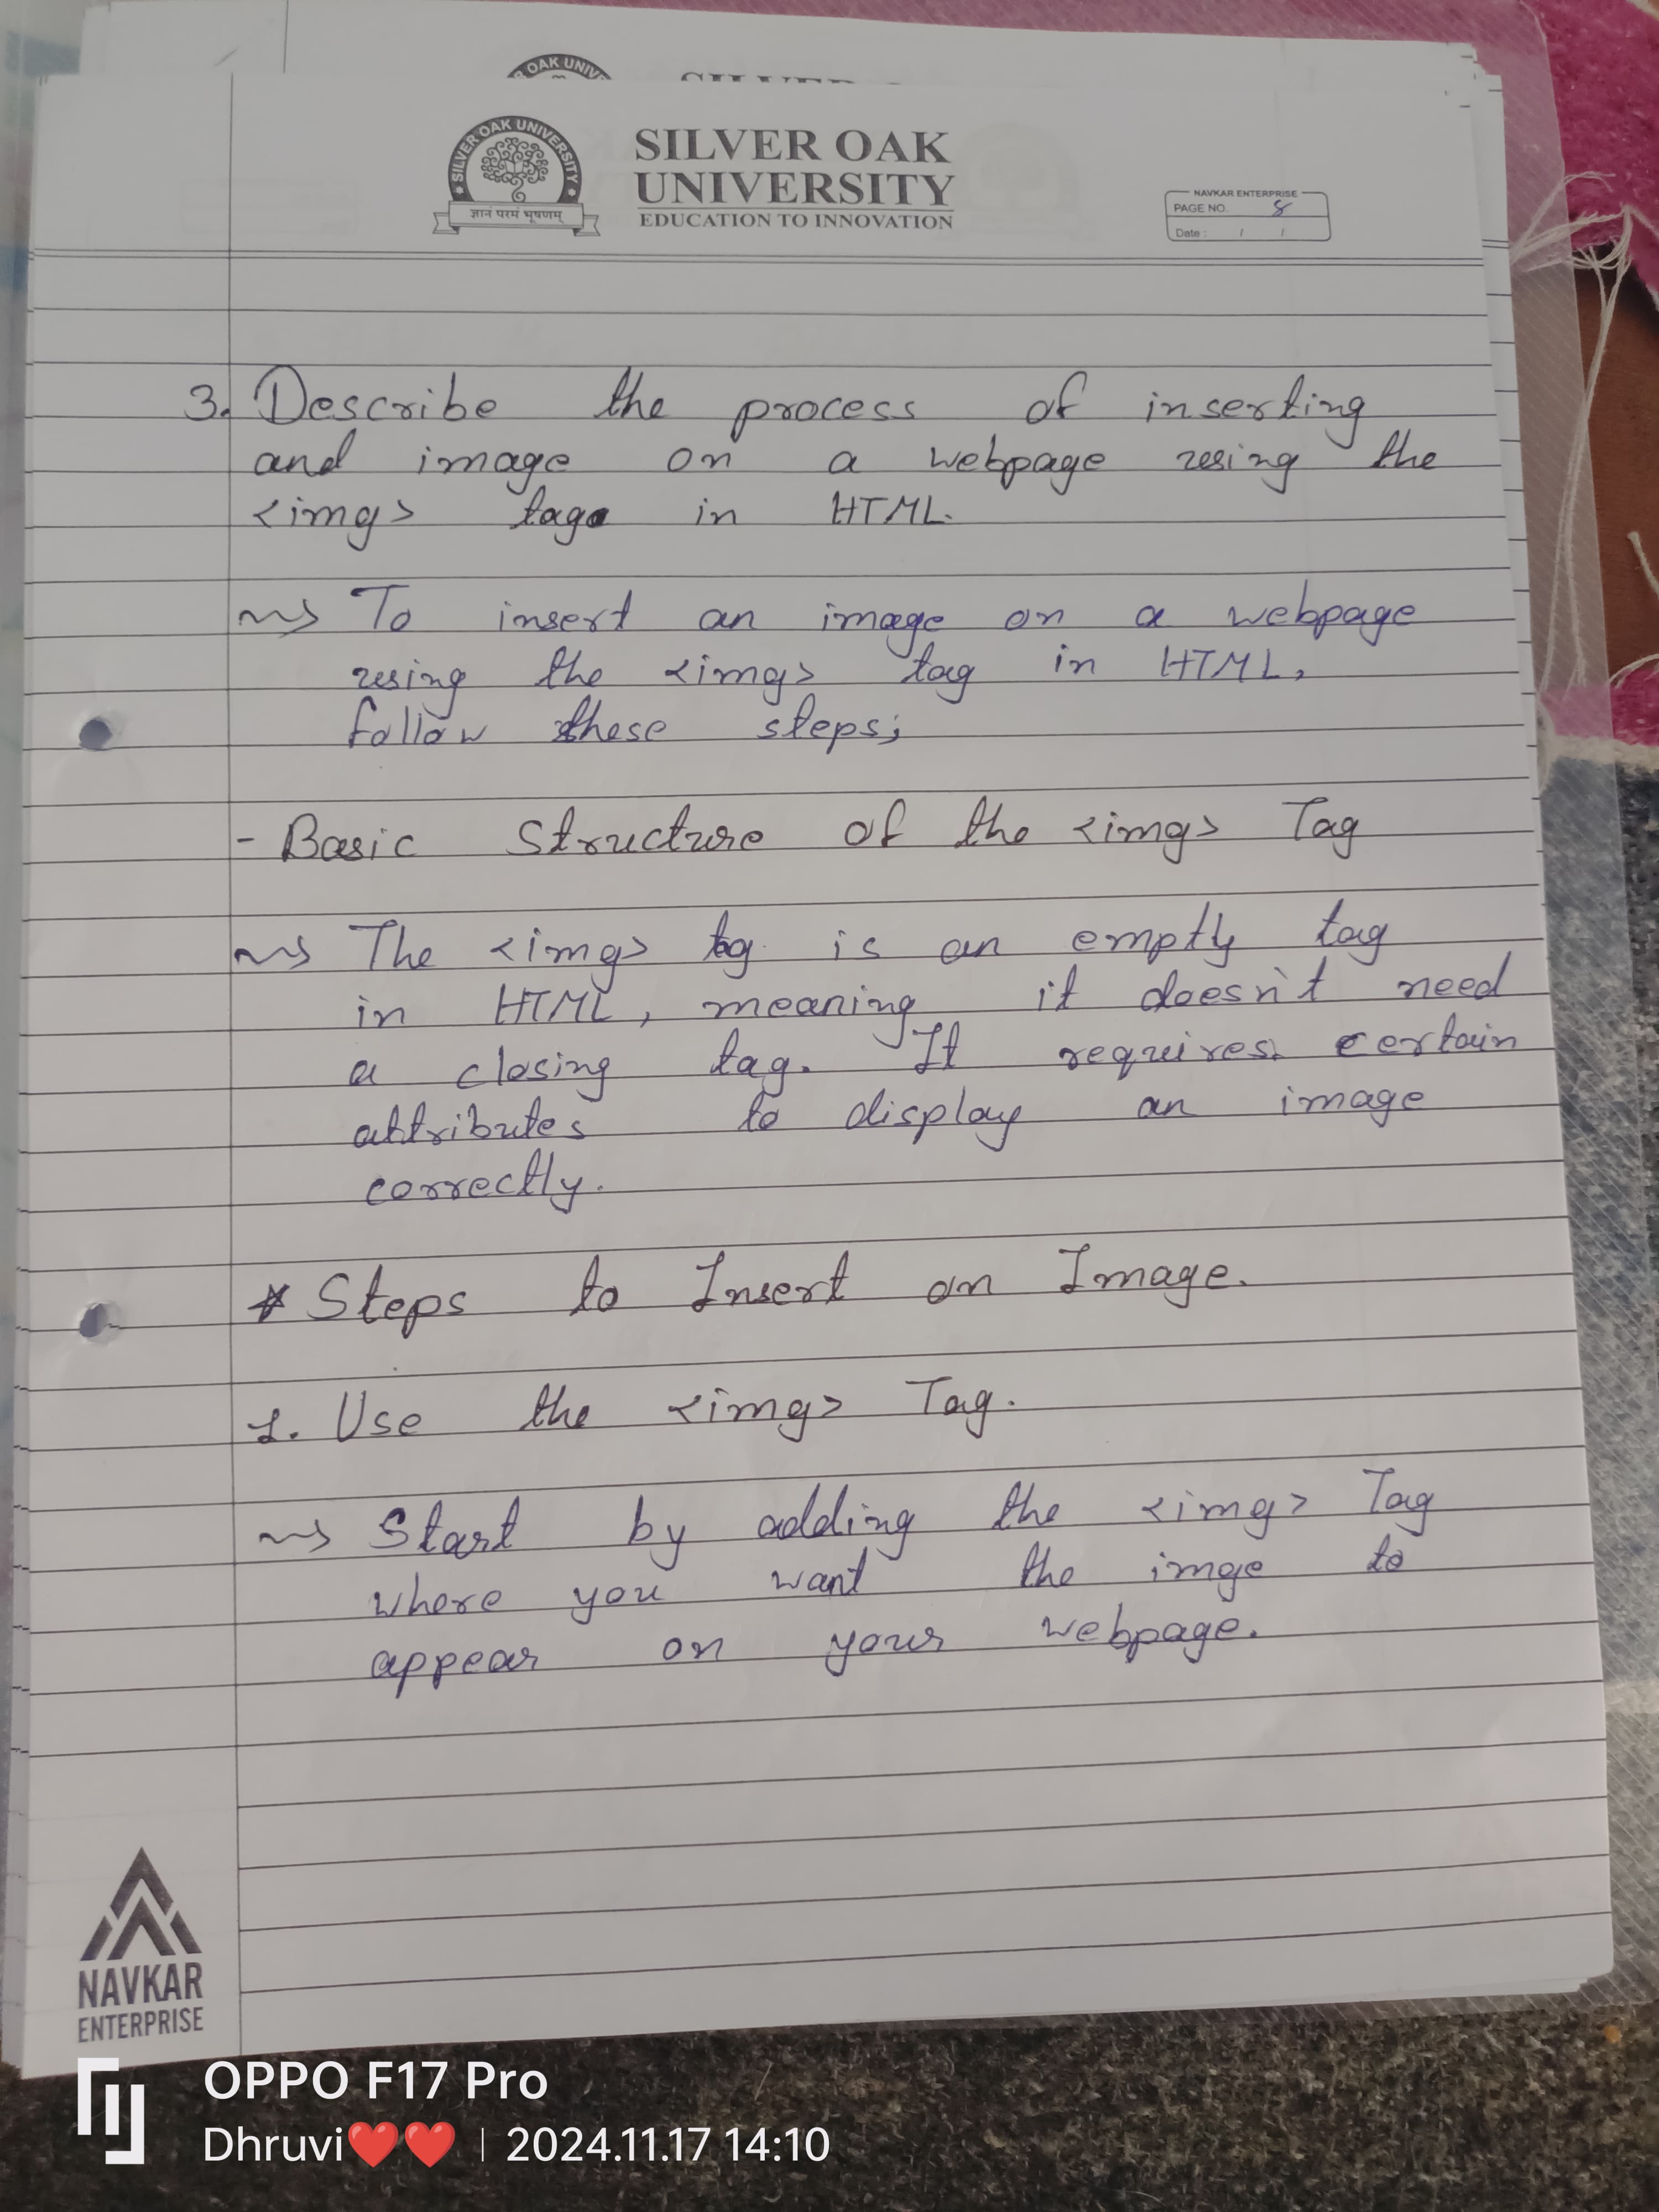 OAK UNIV
SILVER OAK UNIVERSITY
ज्ञानं परमं भूषणम्
SILVER OAK
UNIVERSITY
EDUCATION TO INNOVATION
NAVKAR ENTERPRISE
PAGE NO. 8
Date : / /
3. Describe the process of inserting
and image on a webpage using the
<img> tag in HTML.
~~> To insert an image on a webpage
using the <img> tag in HTML,
follow these steps;
- Basic Structure of the <img> Tag
~~> The <img> tag is an empty tag
in HTML, meaning it doesn't need
a closing tag. It requires certain
attributes to display an image
correctly.
* Steps to Insert an Image.
1. Use the <img> Tag.
~~> Start by adding the <img> Tag
where you want the imge to
appear on your webpage.
NAVKAR
ENTERPRISE
OPPO F17 Pro
Dhruvi❤️❤️ | 2024.11.17 14:10